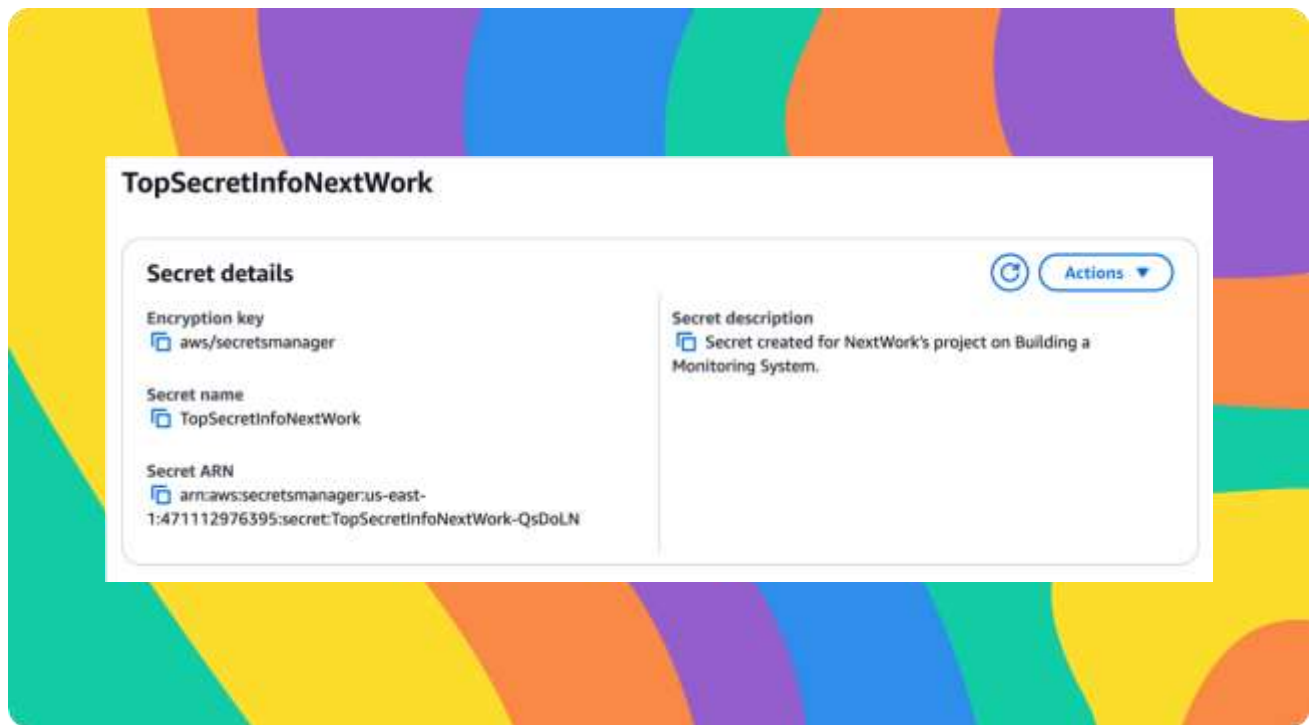 TopSecretInfoNextWork
Secret details
Actions
Encryption key
aws/secretsmanager
Secret name
TopSecretInfoNextWork
Secret ARN
arn:aws:secretsmanager:us-east-
1:471112976395:secret:TopSecretInfoNextWork-QsDoLN
Secret description
Secret created for NextWork's project on Building a
Monitoring System.